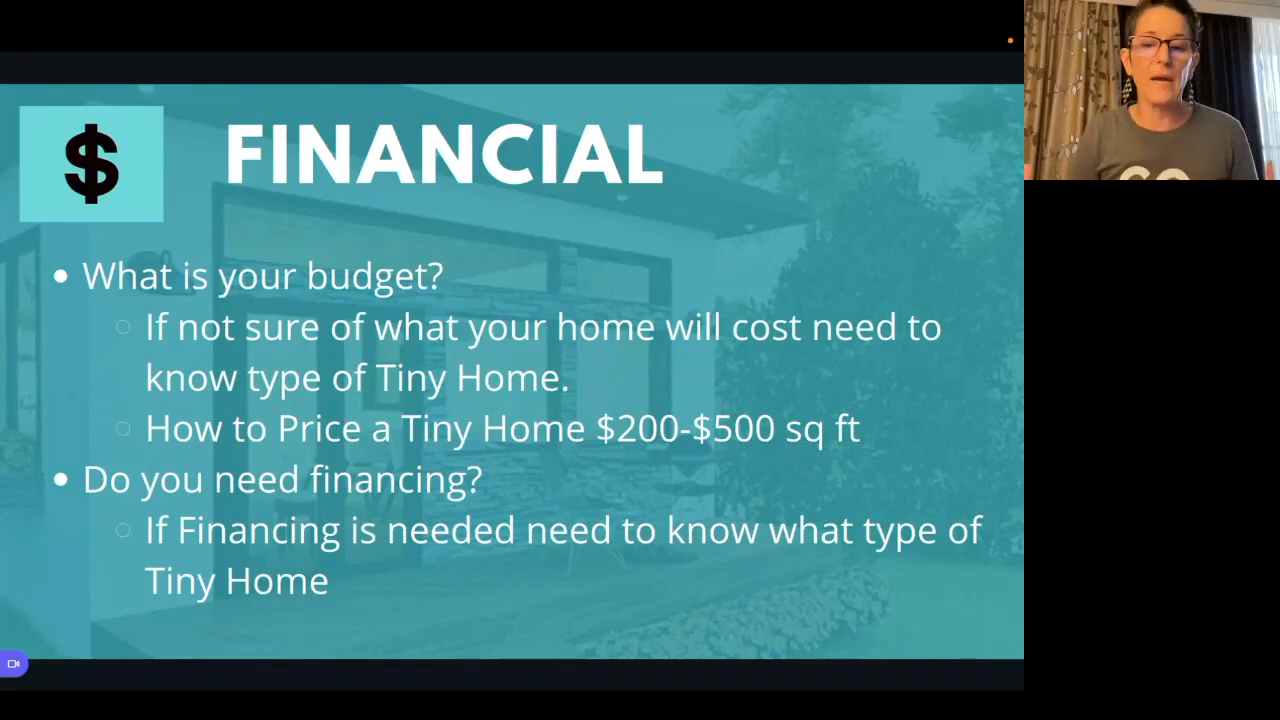 $
FINANCIAL
• What is your budget?
○ If not sure of what your home will cost need to
know type of Tiny Home.
○ How to Price a Tiny Home $200-$500 sq ft
• Do you need financing?
○ If Financing is needed need to know what type of
Tiny Home